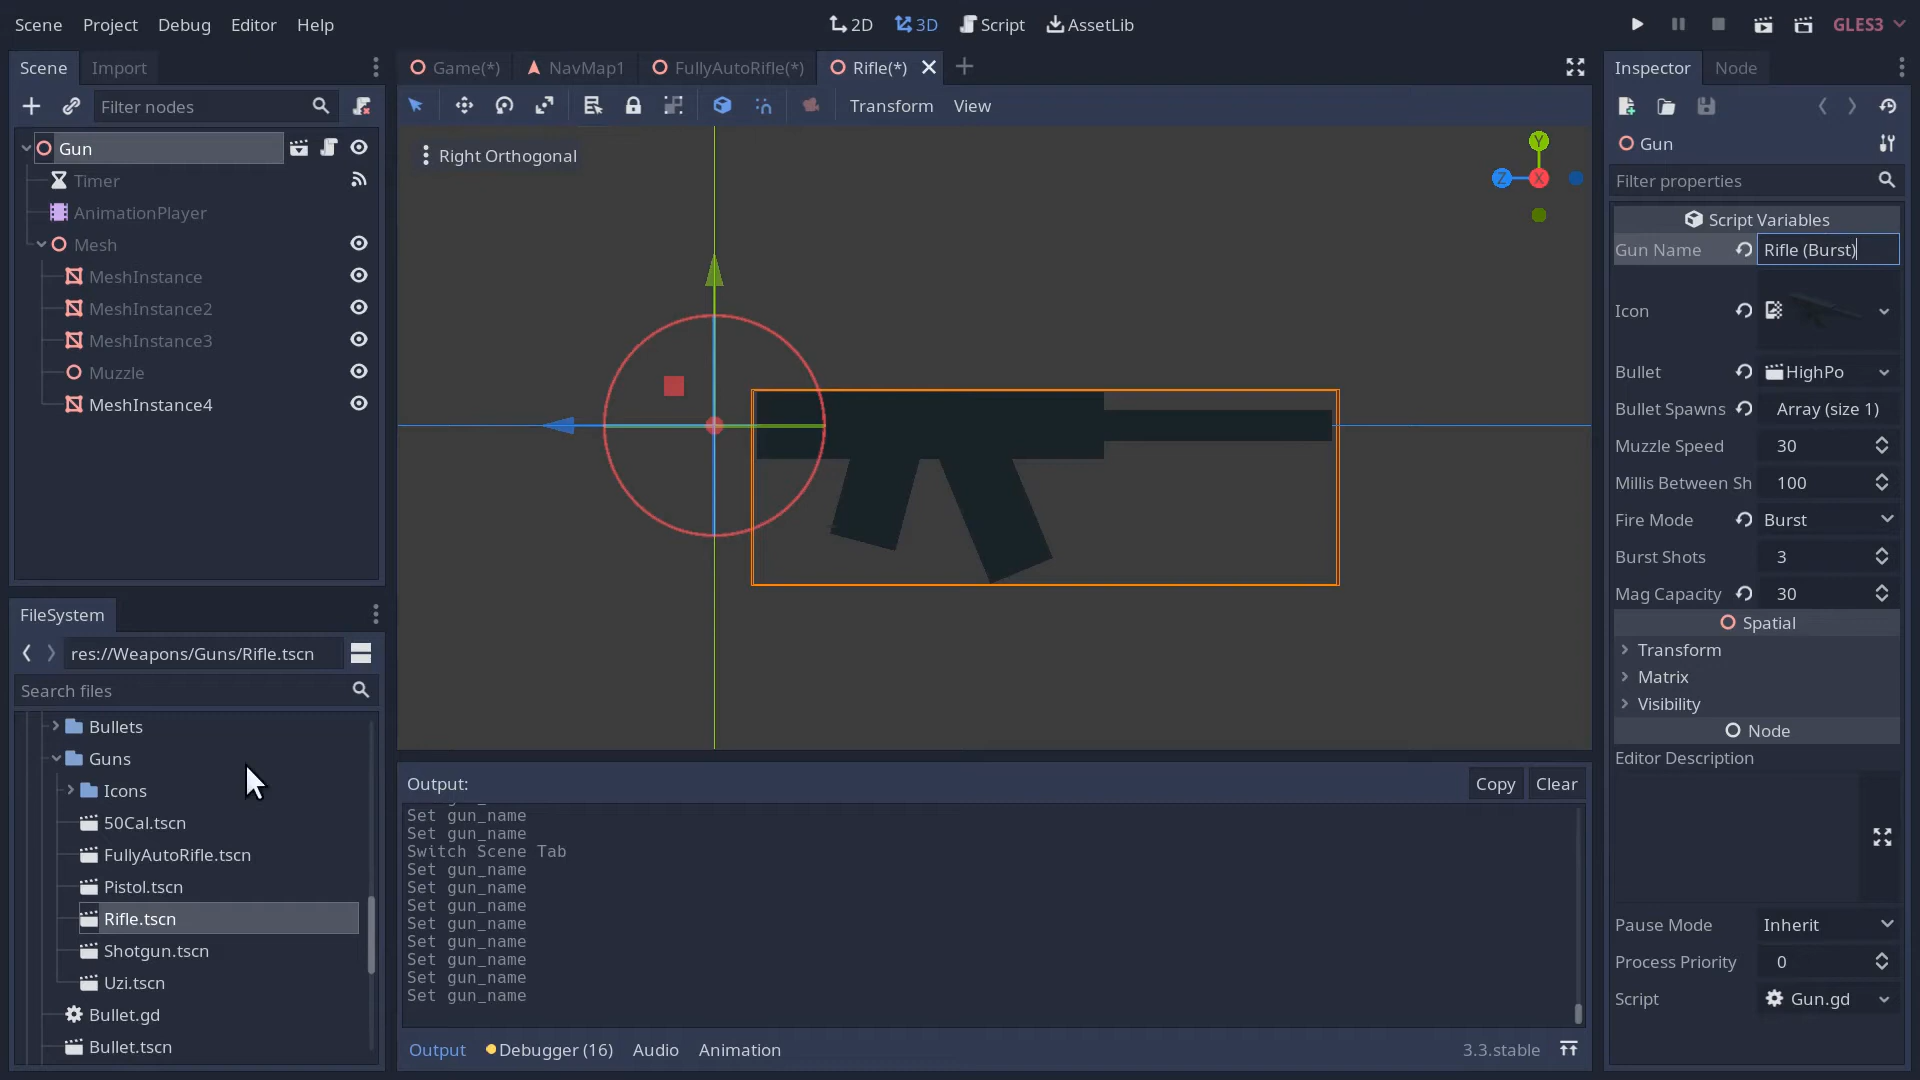 Scene Project Debug Editor Help
2D 3D Script AssetLib
GLES3
Scene Import
Filter nodes
Gun
Timer
AnimationPlayer
Mesh
MeshInstance
MeshInstance2
MeshInstance3
Muzzle
MeshInstance4
FileSystem
res://Weapons/Guns/Rifle.tscn
Search files
Bullets
Guns
Icons
50Cal.tscn
FullyAutoRifle.tscn
Pistol.tscn
Rifle.tscn
Shotgun.tscn
Uzi.tscn
Bullet.gd
Bullet.tscn
Game(*) NavMap1 FullyAutoRifle(*) Rifle(*)
Transform View
Right Orthogonal
Y
Z X
Output: Copy Clear
Set gun_name
Set gun_name
Switch Scene Tab
Set gun_name
Set gun_name
Set gun_name
Set gun_name
Set gun_name
Set gun_name
Set gun_name
Set gun_name
Output Debugger (16) Audio Animation 3.3.stable
Inspector Node
Gun
Filter properties
Script Variables
Gun Name Rifle (Burst)
Icon
Bullet HighPo
Bullet Spawns Array (size 1)
Muzzle Speed 30
Millis Between Sh 100
Fire Mode Burst
Burst Shots 3
Mag Capacity 30
Spatial
Transform
Matrix
Visibility
Node
Editor Description
Pause Mode Inherit
Process Priority 0
Script Gun.gd